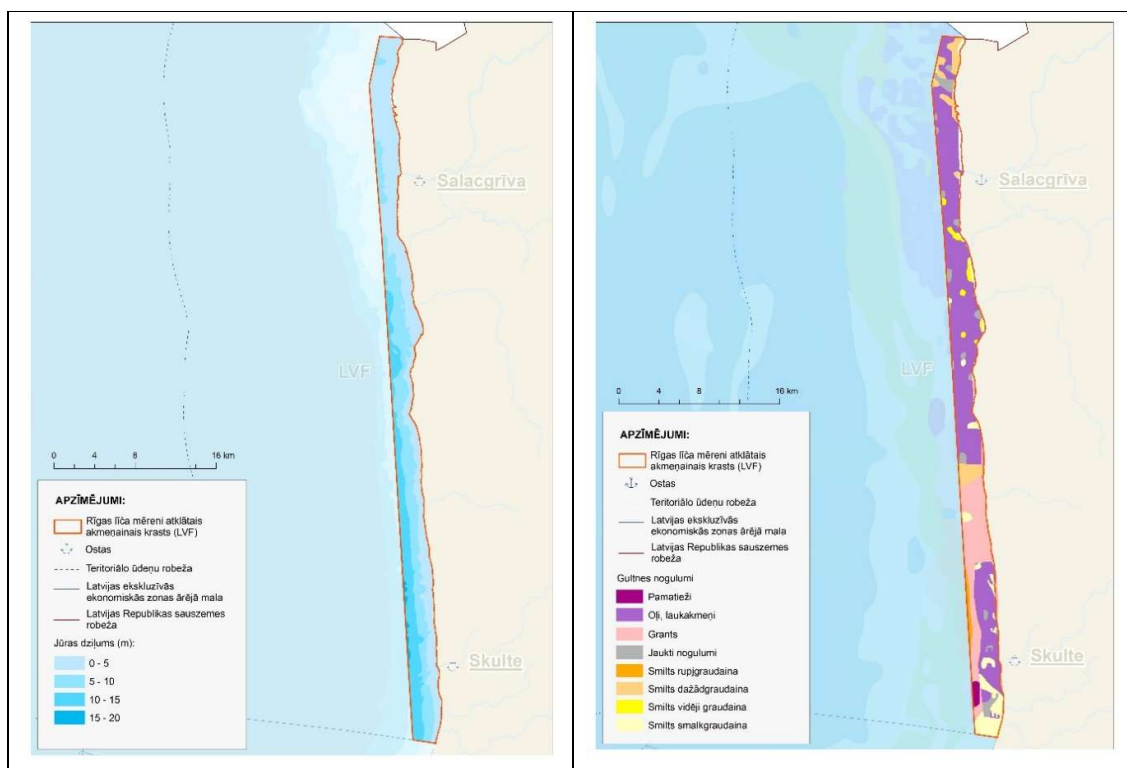 Salacgrīva
LVF
0 4 8 16 km
Skulte
APZĪMĒJUMI:
Rīgas līča mēreni atklātais
akmeņainais krasts (LVF)
Ostas
Teritoriālo ūdeņu robeža
Latvijas ekskluzīvās
ekonomiskās zonas ārējā mala
Latvijas Republikas sauszemes
robeža
Jūras dziļums (m):
0 - 5
5 - 10
10 - 15
15 - 20
Salacgrīva
LVF
0 4 8 16 km
Skulte
APZĪMĒJUMI:
Rīgas līča mēreni atklātais
akmeņainais krasts (LVF)
Ostas
Teritoriālo ūdeņu robeža
Latvijas ekskluzīvās
ekonomiskās zonas ārējā mala
Latvijas Republikas sauszemes
robeža
Gultnes nogulumi
Pamatieži
Oļi, laukakmeņi
Grants
Jaukti nogulumi
Smilts rupjgraudaina
Smilts dažādgraudaina
Smilts vidēji graudaina
Smilts smalkgraudaina